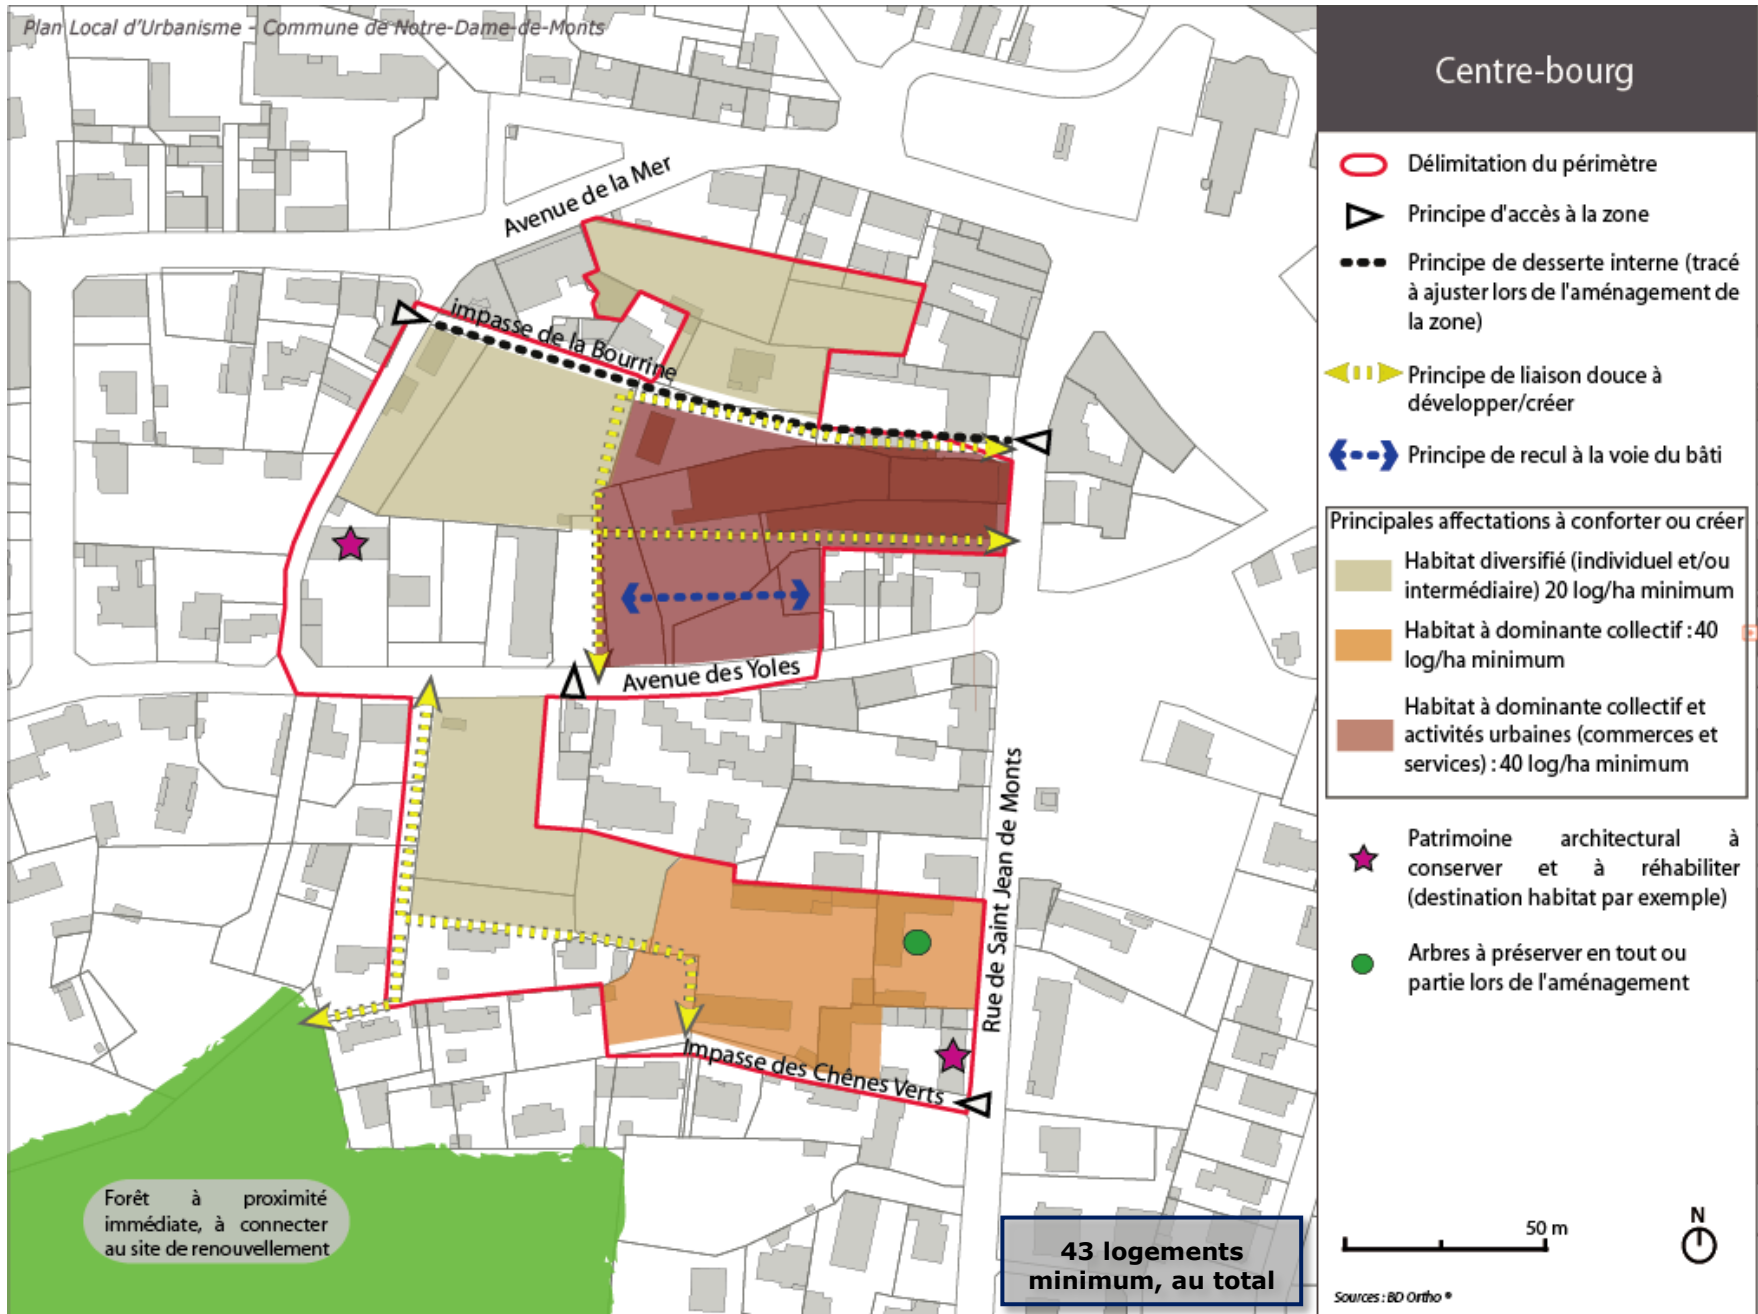 Plan Local d'Urbanisme - Commune de Notre-Dame-de-Monts
Avenue de la Mer
impasse de la Bourrine
Avenue des Yoles
Rue de Saint Jean de Monts
Impasse des Chênes Verts
Forêt à proximité
immédiate, à connecter
au site de renouvellement
43 logements
minimum, au total
Centre-bourg
Délimitation du périmètre
Principe d'accès à la zone
Principe de desserte interne (tracé
à ajuster lors de l'aménagement de
la zone)
Principe de liaison douce à
développer/créer
Principe de recul à la voie du bâti
Principales affectations à conforter ou créer
Habitat diversifié (individuel et/ou
intermédiaire) 20 log/ha minimum
Habitat à dominante collectif : 40
log/ha minimum
Habitat à dominante collectif et
activités urbaines (commerces et
services) : 40 log/ha minimum
Patrimoine architectural à
conserver et à réhabiliter
(destination habitat par exemple)
Arbres à préserver en tout ou
partie lors de l'aménagement
50 m
N
Sources : BD Ortho ®